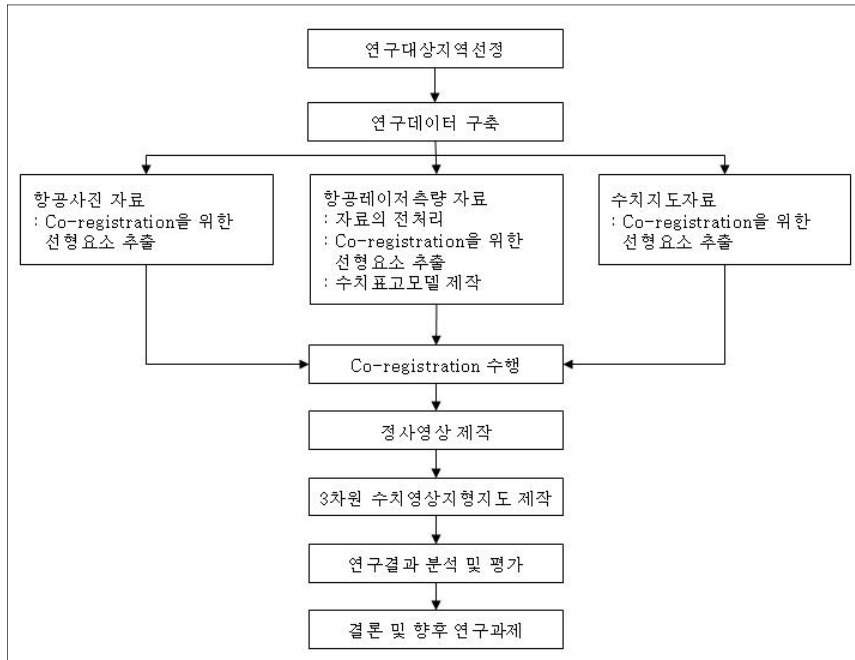 연구대상지역선정
연구데이터 구축
항공사진 자료
: Co-registration을 위한
선형요소 추출
항공레이저측량 자료
: 자료의 전처리
: Co-registration을 위한
선형요소 추출
: 수치표고모델 제작
수치지도자료
: Co-registration을 위한
선형요소 추출
Co-registration 수행
정사영상 제작
3차원 수치영상지형지도 제작
연구결과 분석 및 평가
결론 및 향후 연구과제